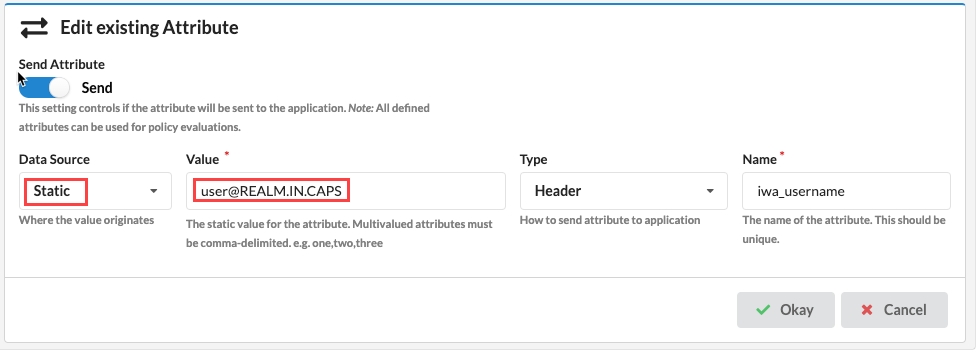 Edit existing Attribute
Send Attribute
Send
This setting controls if the attribute will be sent to the application. Note: All defined
attributes can be used for policy evaluations.
Data Source
Value *
Type
Name *
Static
user@REALM.IN.CAPS
Header
iwa_username
Where the value originates
The static value for the attribute. Multivalued attributes must
be comma-delimited. e.g. one,two,three
How to send attribute to application
The name of the attribute. This should be
unique.
Okay
Cancel